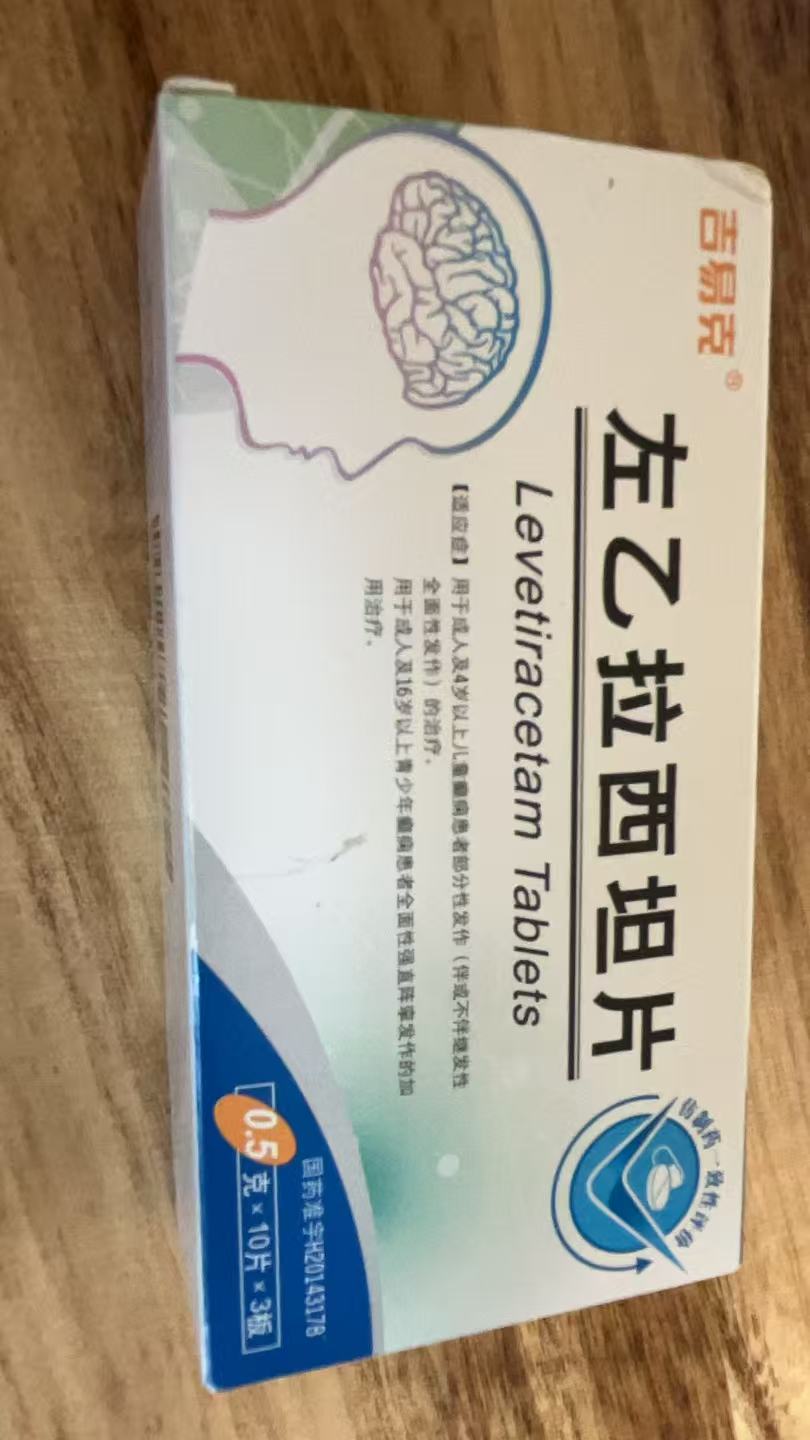 吉易克®
左乙拉西坦片
Levetiracetam Tablets
【适应症】用于成人及4岁以上儿童癫痫患者部分性发作（伴或不伴继发性
全面性发作）的治疗。
用于成人及16岁以上青少年癫痫患者全面性强直阵挛发作的加
用治疗。
仿制药一致性评价
国药准字H20143178
0.5克×10片×3板